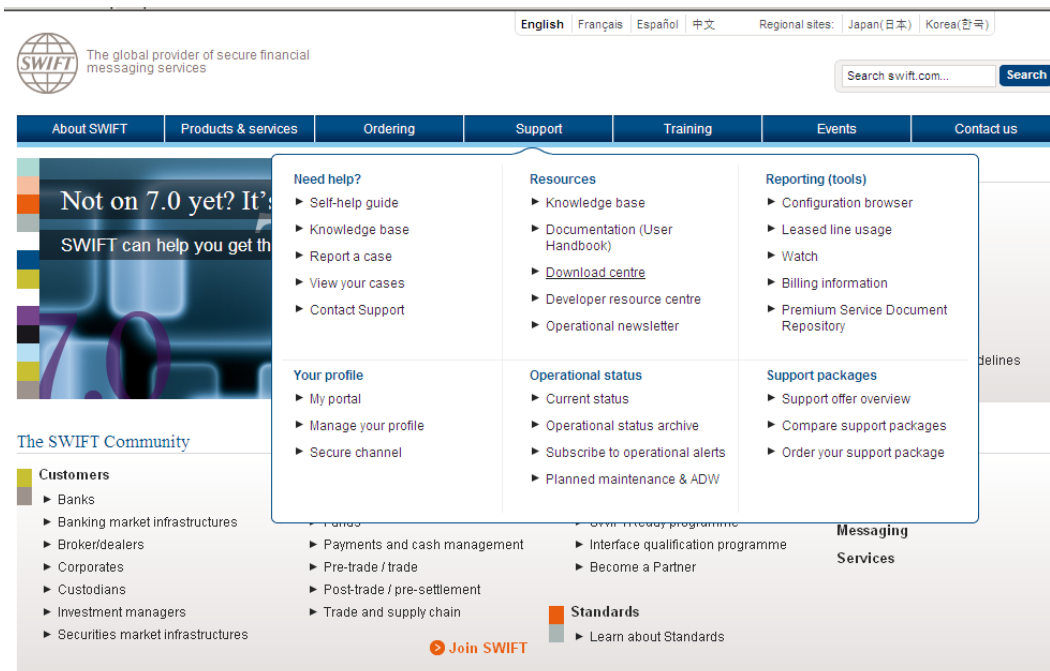 English Français Español 中文 Regional sites: Japan(日本) Korea(한국)
SWIFT
The global provider of secure financial
messaging services
Search swift.com... Search
About SWIFT Products & services Ordering Support Training Events Contact us
Not on 7.0 yet? It's
SWIFT can help you get th
7.0
Need help?
Self-help guide
Knowledge base
Report a case
View your cases
Contact Support
Resources
Knowledge base
Documentation (User
Handbook)
Download centre
Developer resource centre
Operational newsletter
Reporting (tools)
Configuration browser
Leased line usage
Watch
Billing information
Premium Service Document
Repository
delines
Your profile
My portal
Manage your profile
Secure channel
Operational status
Current status
Operational status archive
Subscribe to operational alerts
Planned maintenance & ADW
Support packages
Support offer overview
Compare support packages
Order your support package
The SWIFT Community
Customers
Banks
Banking market infrastructures
Broker/dealers
Corporates
Custodians
Investment managers
Securities market infrastructures
Funds
Payments and cash management
Pre-trade / trade
Post-trade / pre-settlement
Trade and supply chain
SWIFTReady programme
Interface qualification programme
Become a Partner
Messaging
Services
Standards
Learn about Standards
Join SWIFT